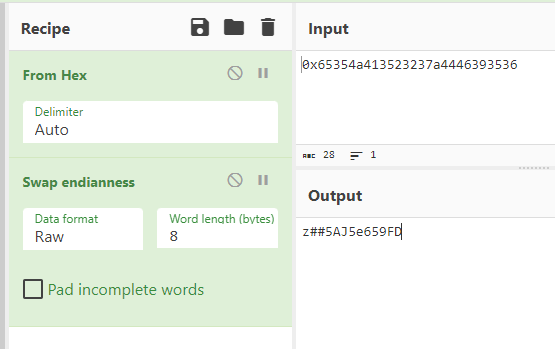 Recipe
From Hex
Delimiter
Auto
Swap endianness
Data format
Raw
Word length (bytes)
8
Pad incomplete words
Input
0x65354a413523237a4446393536
ABC 28 1
Output
z##5AJ5e659FD